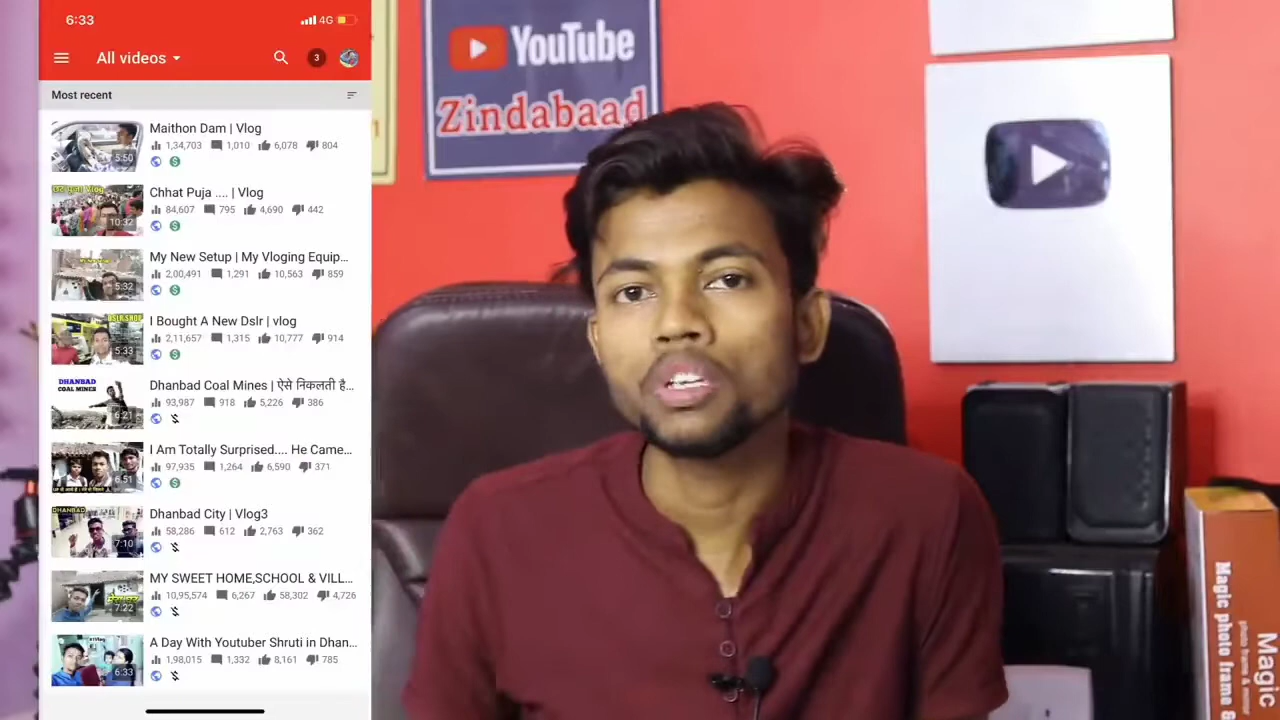 6:33
4G
All videos
3
Most recent
Maithon Dam | Vlog
1,34,703 1,010 6,078 804
5:50
Chhat Puja .... | Vlog
84,607 795 4,690 442
10:32
My New Setup | My Vloging Equip...
2,00,491 1,291 10,563 859
5:32
I Bought A New Dslr | vlog
2,11,657 1,315 10,777 914
5:33
DHANBAD
COAL MINES
Dhanbad Coal Mines | ऐसे निकलती है...
93,987 918 5,226 386
6:21
I Am Totally Surprised.... He Came...
97,935 1,264 6,590 371
6:51
DHANBAD
Dhanbad City | Vlog3
58,286 612 2,763 362
7:10
MY SWEET HOME,SCHOOL & VILL...
10,95,574 6,267 58,302 4,726
7:22
A Day With Youtuber Shruti in Dhan...
1,98,015 1,332 8,161 785
6:33
YouTube
Zindabaad
Magic photo frame &
Magic